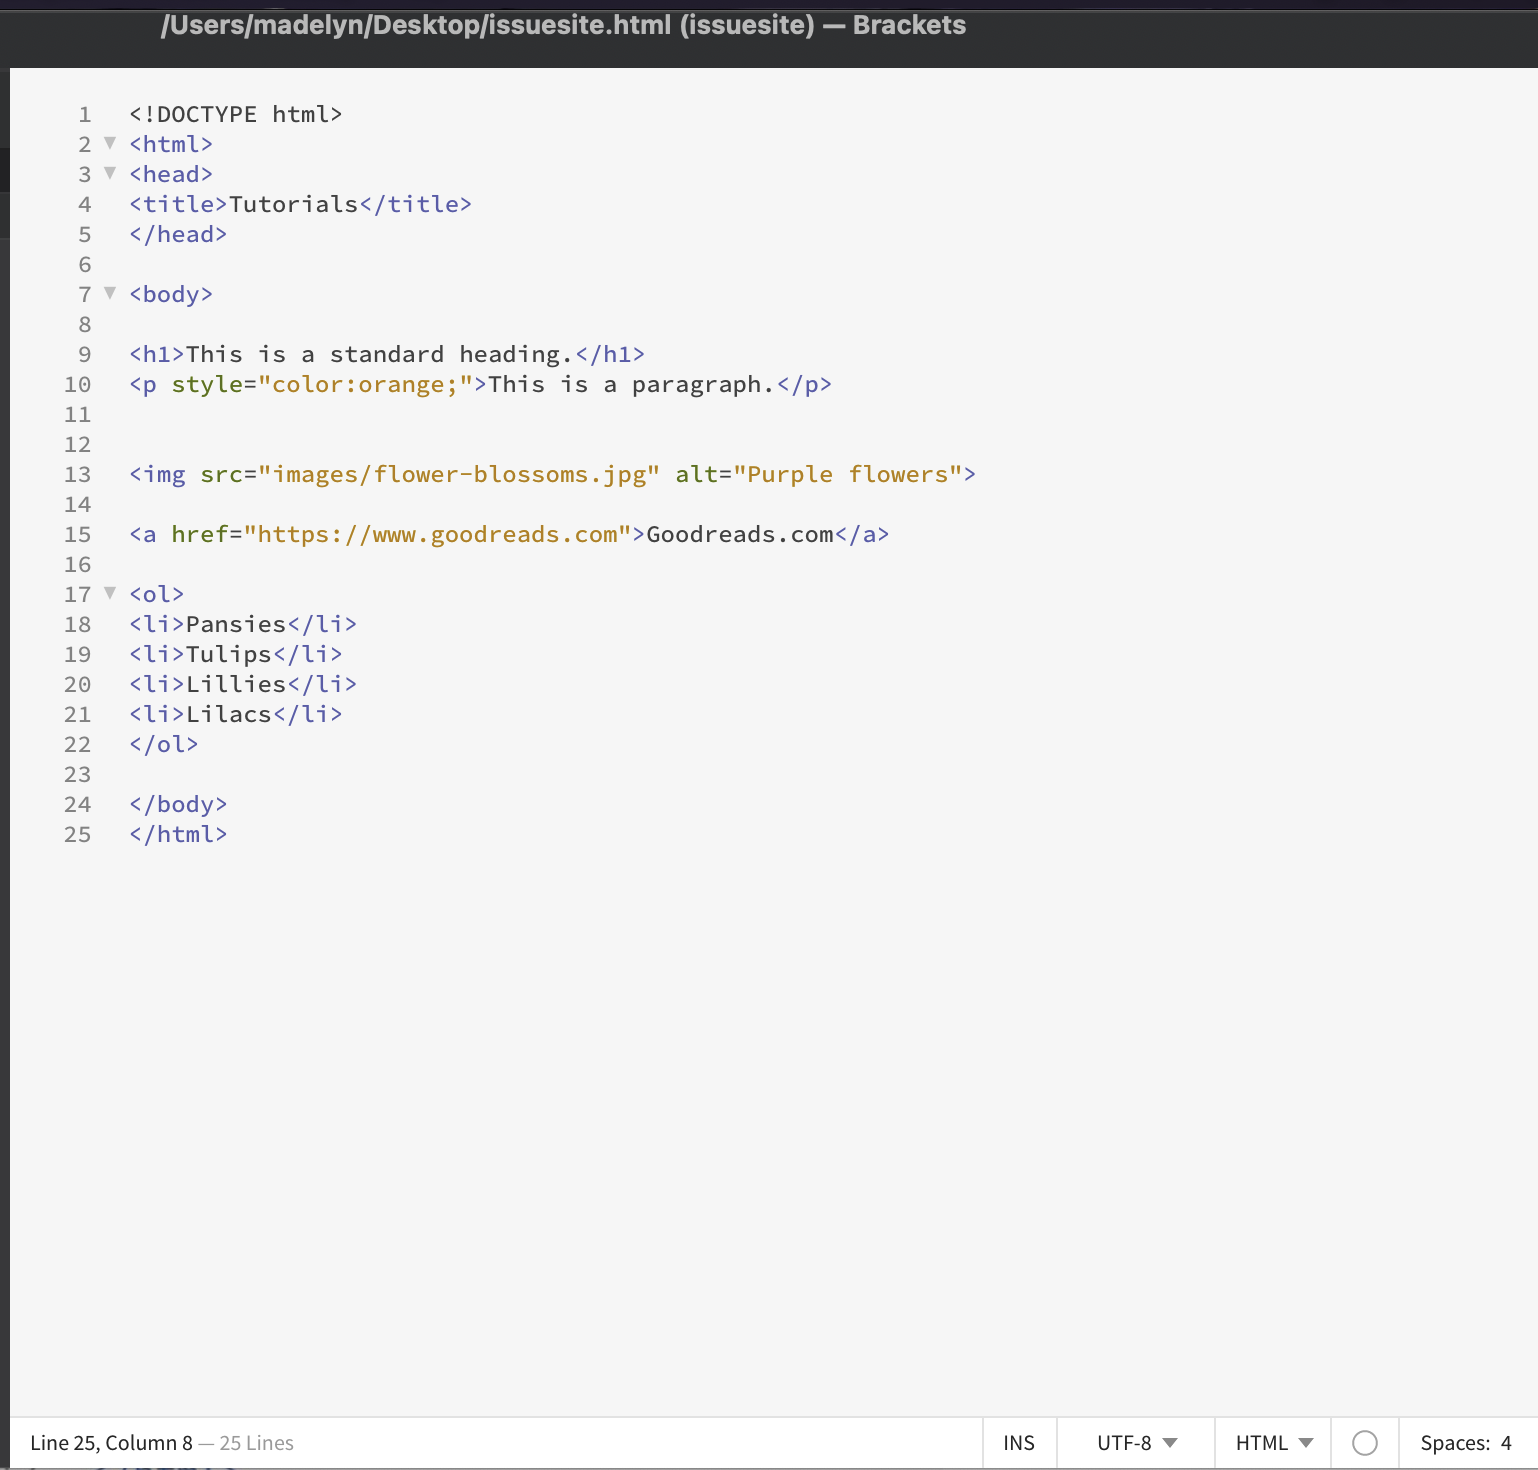 /Users/madelyn/Desktop/issuesite.html (issuesite) — Brackets
1 <!DOCTYPE html>
2 <html>
3 <head>
4 <title>Tutorials</title>
5 </head>
6
7 <body>
8
9 <h1>This is a standard heading.</h1>
10 <p style="color:orange;">This is a paragraph.</p>
11
12
13 <img src="images/flower-blossoms.jpg" alt="Purple flowers">
14
15 <a href="https://www.goodreads.com">Goodreads.com</a>
16
17 <ol>
18 <li>Pansies</li>
19 <li>Tulips</li>
20 <li>Lillies</li>
21 <li>Lilacs</li>
22 </ol>
23
24 </body>
25 </html>
Line 25, Column 8 — 25 Lines INS UTF-8 HTML Spaces: 4